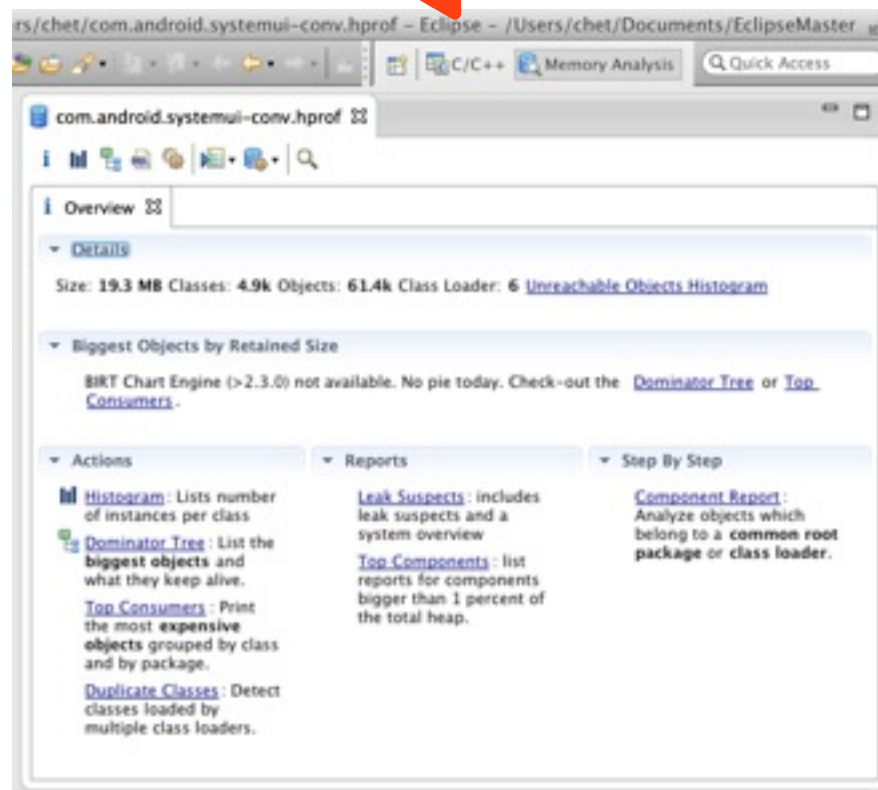 rs/chet/com.android.systemui-conv.hprof – Eclipse – /Users/chet/Documents/EclipseMaster
C/C++ Memory Analysis Quick Access
com.android.systemui-conv.hprof
i
i Overview
Details
Size: 19.3 MB Classes: 4.9k Objects: 61.4k Class Loader: 6 Unreachable Objects Histogram
Biggest Objects by Retained Size
BIRT Chart Engine (>2.3.0) not available. No pie today. Check-out the Dominator Tree or Top
Consumers.
Actions
Histogram: Lists number
of instances per class
Dominator Tree: List the
biggest objects and
what they keep alive.
Top Consumers: Print
the most expensive
objects grouped by class
and by package.
Duplicate Classes: Detect
classes loaded by
multiple class loaders.
Reports
Leak Suspects: includes
leak suspects and a
system overview
Top Components: list
reports for components
bigger than 1 percent of
the total heap.
Step By Step
Component Report:
Analyze objects which
belong to a common root
package or class loader.